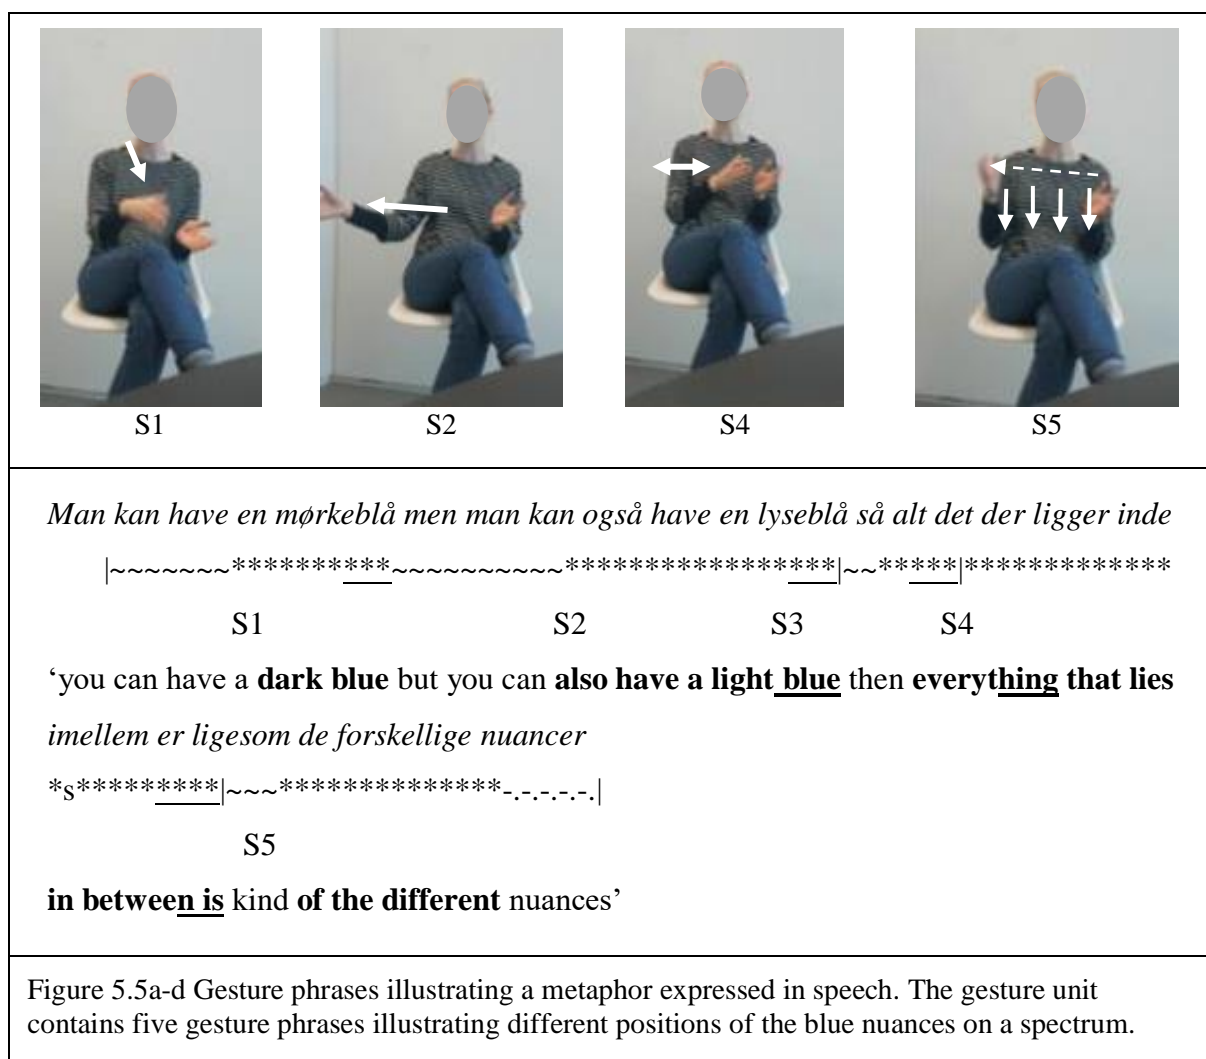 S1 S2 S4 S5
Man kan have en mørkeblå men man kan også have en lyseblå så alt det der ligger inde
|~~~~~~~**********~~~~~~~~~~*****************|~~*****|*************
S1 S2 S3 S4
‘you can have a dark blue but you can also have a light blue then everything that lies
imellem er ligesom de forskellige nuancer
*s*********|~~~**************-.-.-.-.-.|
S5
in between is kind of the different nuances’
Figure 5.5a-d Gesture phrases illustrating a metaphor expressed in speech. The gesture unit
contains five gesture phrases illustrating different positions of the blue nuances on a spectrum.